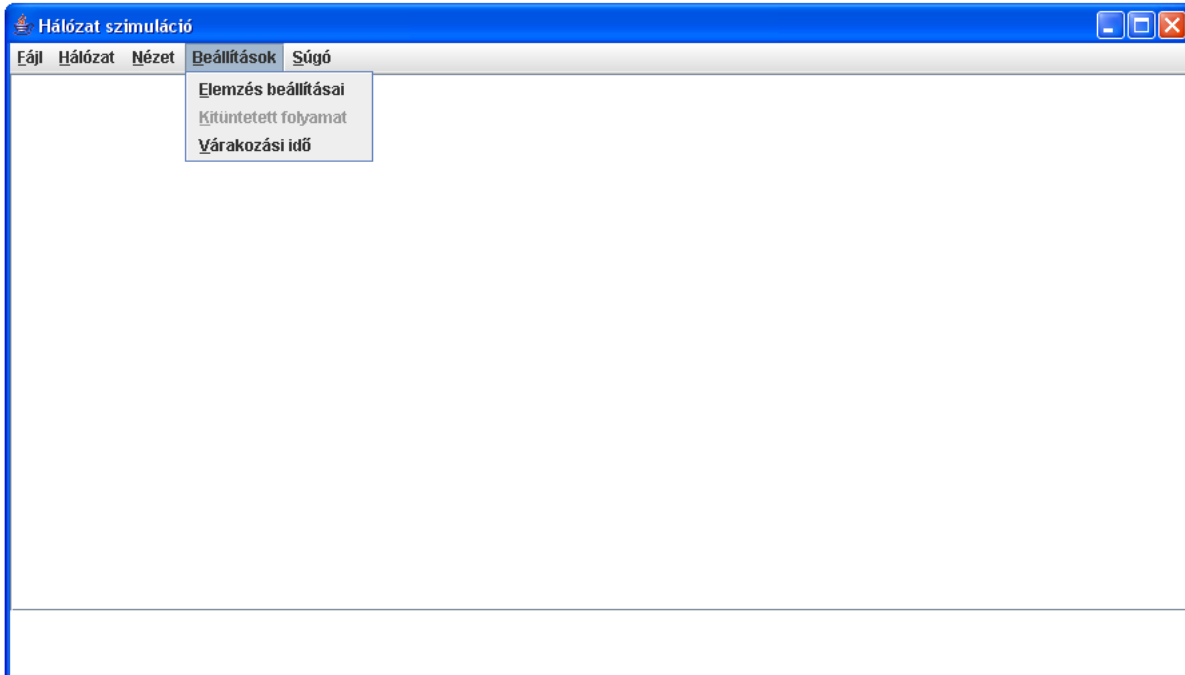 Hálózat szimuláció
Fájl Hálózat Nézet Beállítások Súgó
Elemzés beállításai
Kitüntetett folyamat
Várakozási idő